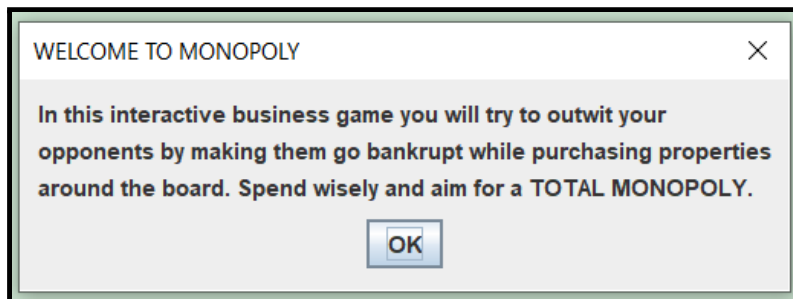 WELCOME TO MONOPOLY
In this interactive business game you will try to outwit your
opponents by making them go bankrupt while purchasing properties
around the board. Spend wisely and aim for a TOTAL MONOPOLY.
OK